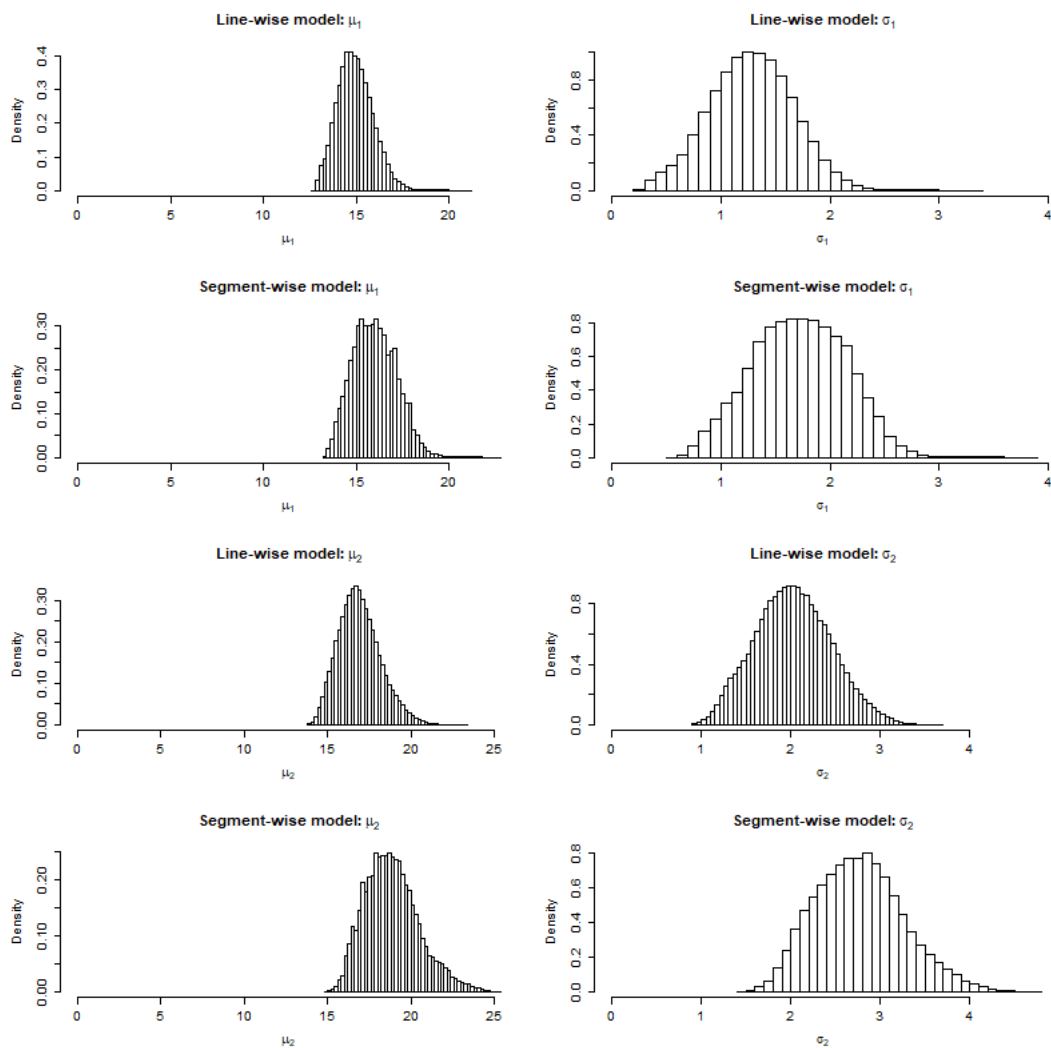 Line-wise model: μ1
Density
0.0 0.1 0.2 0.3 0.4
0 5 10 15 20
μ1
Line-wise model: σ1
Density
0.0 0.4 0.8
0 1 2 3 4
σ1
Segment-wise model: μ1
Density
0.00 0.10 0.20 0.30
0 5 10 15 20
μ1
Segment-wise model: σ1
Density
0.0 0.2 0.4 0.6 0.8
0 1 2 3 4
σ1
Line-wise model: μ2
Density
0.00 0.10 0.20 0.30
0 5 10 15 20 25
μ2
Line-wise model: σ2
Density
0.0 0.4 0.8
0 1 2 3 4
σ2
Segment-wise model: μ2
Density
0.00 0.10 0.20
0 5 10 15 20 25
μ2
Segment-wise model: σ2
Density
0.0 0.2 0.4 0.6 0.8
0 1 2 3 4
σ2